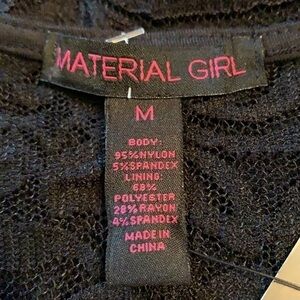 MATERIAL GIRL
M
BODY:
95%NYLON
5%SPANDEX
LINING:
68%
POLYESTER
28%RAYON
4%SPANDEX
MADE IN
CHINA